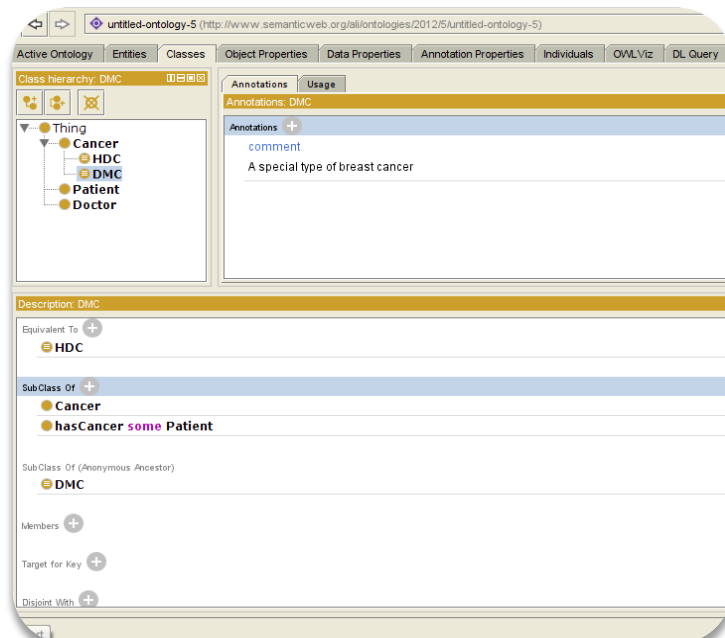 untitled-ontology-5 (http://www.semanticweb.org/ali/ontologies/2012/5/untitled-ontology-5)
Active Ontology Entities Classes Object Properties Data Properties Annotation Properties Individuals OWLViz DL Query
Class hierarchy: DMC
Thing
Cancer
HDC
DMC
Patient
Doctor
Annotations Usage
Annotations: DMC
Annotations
comment
A special type of breast cancer
Description: DMC
Equivalent To
HDC
SubClass Of
Cancer
hasCancer some Patient
SubClass Of (Anonymous Ancestor)
DMC
Members
Target for Key
Disjoint With